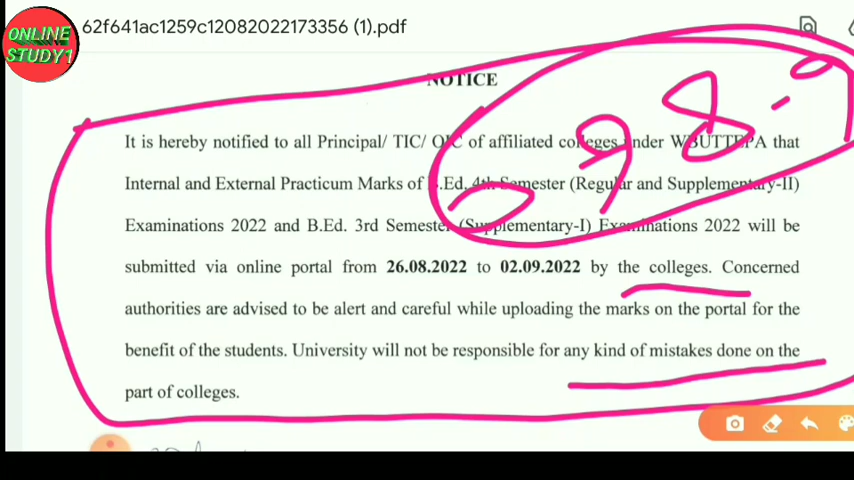 ONLINE
STUDY1
62f641ac1259c12082022173356 (1).pdf
NOTICE
It is hereby notified to all Principal/ TIC/ OIC of affiliated colleges under WBUTTEPA that
Internal and External Practicum Marks of B.Ed. 4th Semester (Regular and Supplementary-II)
Examinations 2022 and B.Ed. 3rd Semester (Supplementary-I) Examinations 2022 will be
submitted via online portal from 26.08.2022 to 02.09.2022 by the colleges. Concerned
authorities are advised to be alert and careful while uploading the marks on the portal for the
benefit of the students. University will not be responsible for any kind of mistakes done on the
part of colleges.